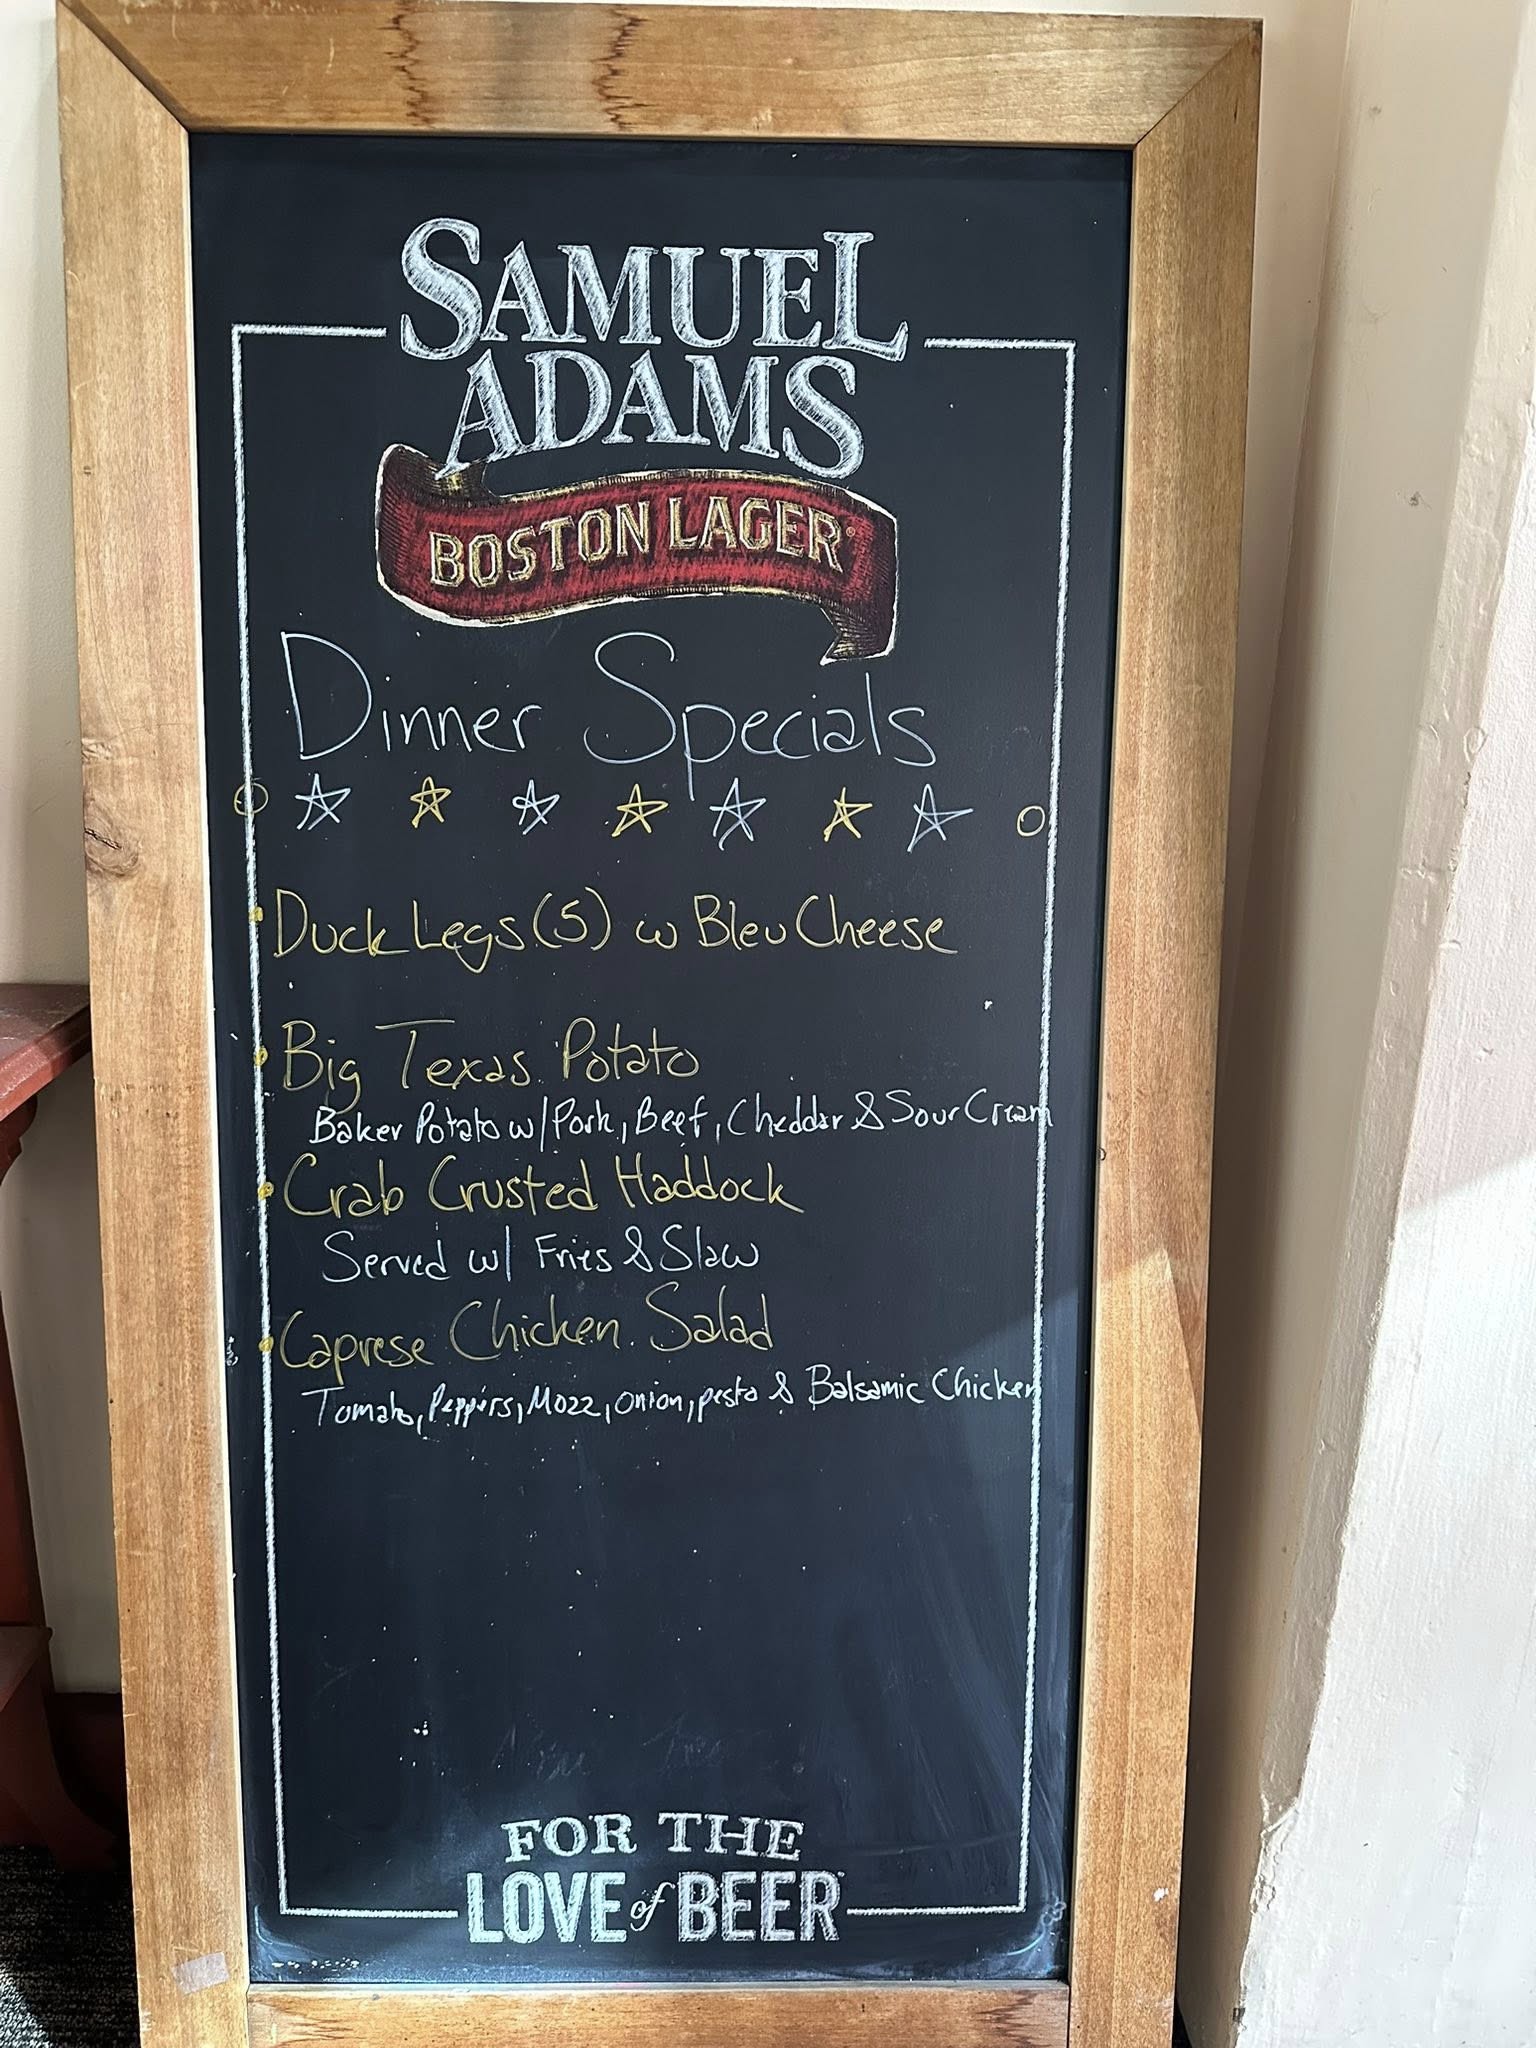 SAMUEL
ADAMS
BOSTON LAGER®
Dinner Specials
Duck Legs (5) w Bleu Cheese
Big Texas Potato
Baker Potato w/ Pork, Beef, Cheddar & Sour Cream
Crab Crusted Haddock
Served w/ Fries & Slaw
Caprese Chicken Salad
Tomato, Peppers, Mozz, onion, pesto & Balsamic Chicken
FOR THE
LOVE of BEER